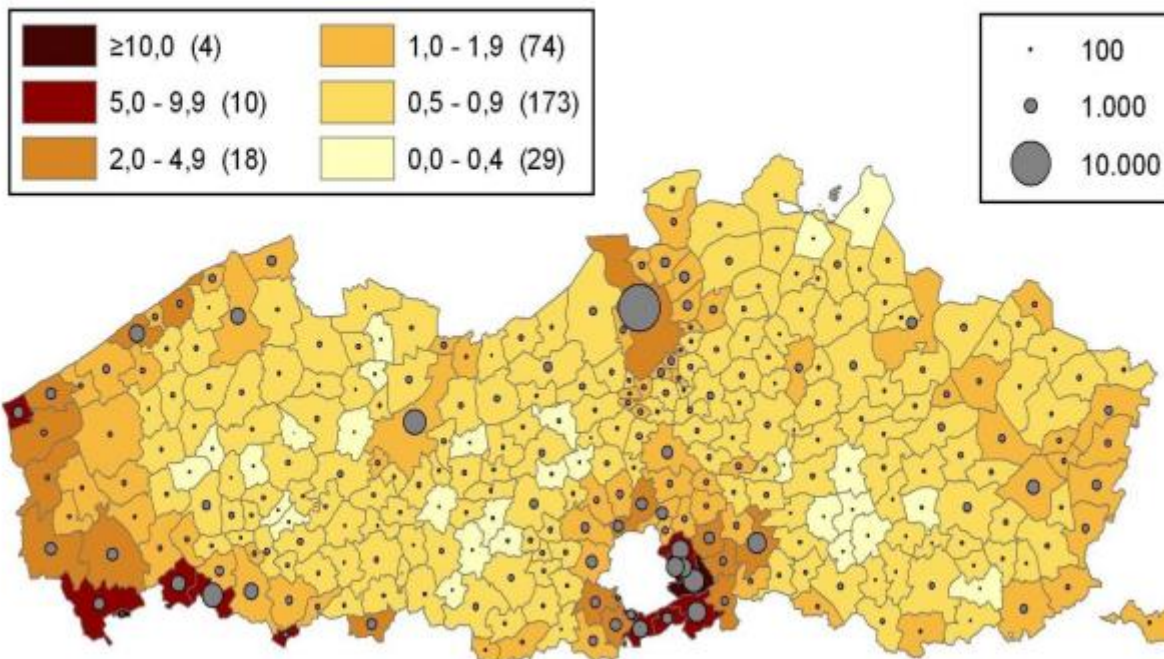 ≥10,0 (4)
5,0 - 9,9 (10)
2,0 - 4,9 (18)
1,0 - 1,9 (74)
0,5 - 0,9 (173)
0,0 - 0,4 (29)
100
1.000
10.000